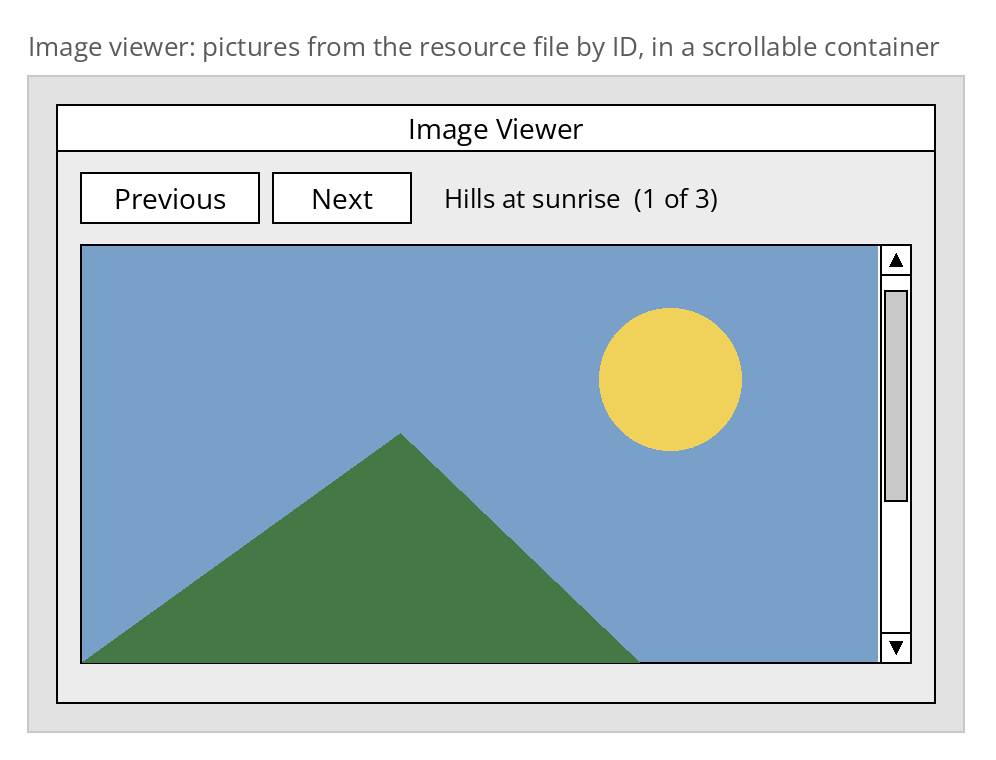 Image viewer: pictures from the resource file by ID, in a scrollable container
Image Viewer
Previous
Next
Hills at sunrise (1 of 3)